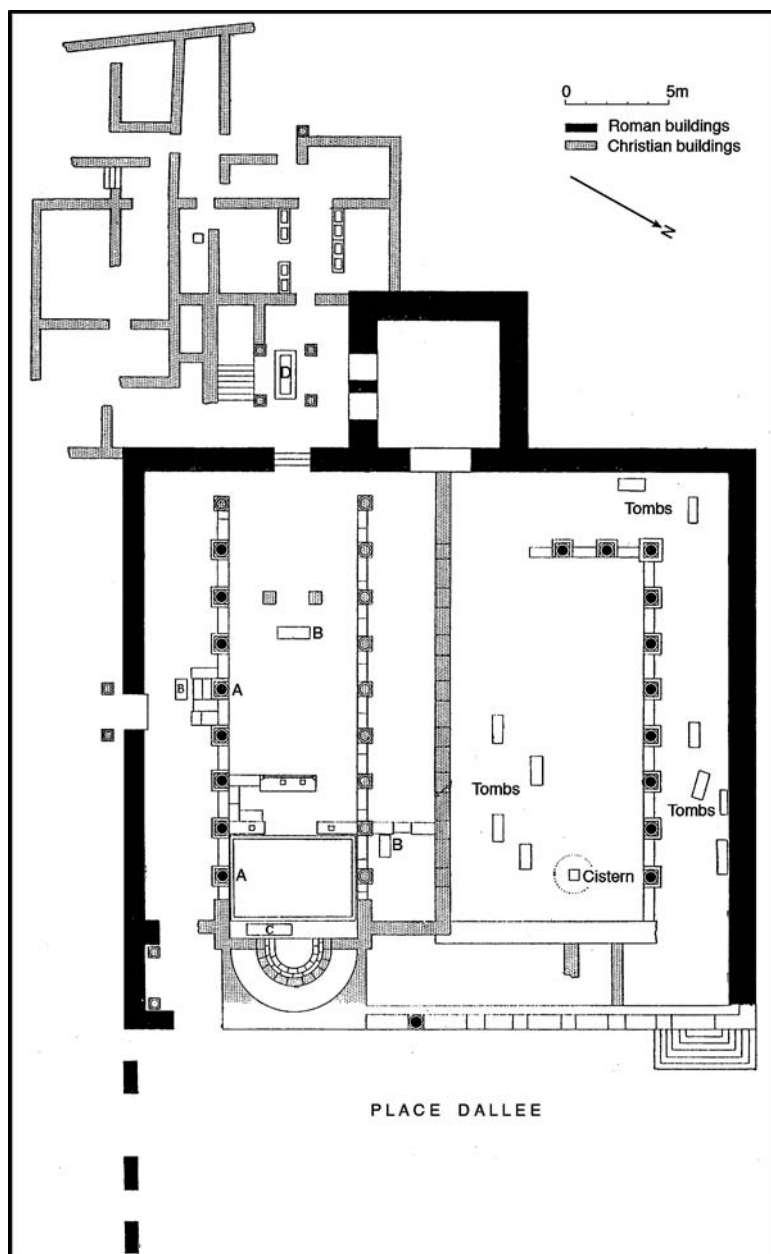 0 5m
Roman buildings
Christian buildings
N
D
Tombs
B
B
A
Tombs
Tombs
B
A
Cistern
C
PLACE DALLEE